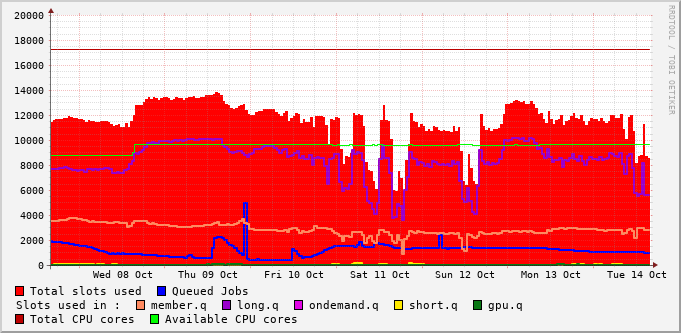 20000
18000
16000
14000
12000
10000
8000
6000
4000
2000
0
Wed 08 Oct Thu 09 Oct Fri 10 Oct Sat 11 Oct Sun 12 Oct Mon 13 Oct Tue 14 Oct
RRDTOOL / TOBI OETIKER
Total slots used Queued Jobs
Slots used in : member.q long.q ondemand.q short.q gpu.q
Total CPU cores Available CPU cores